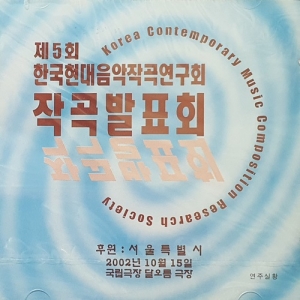 제5회
한국현대음악작곡연구회
작곡발표회
Korea Contemporary Music Composition Research Society
후원:서울특별시
2002년 10월 15일
국립극장 달오름 극장
연주실황